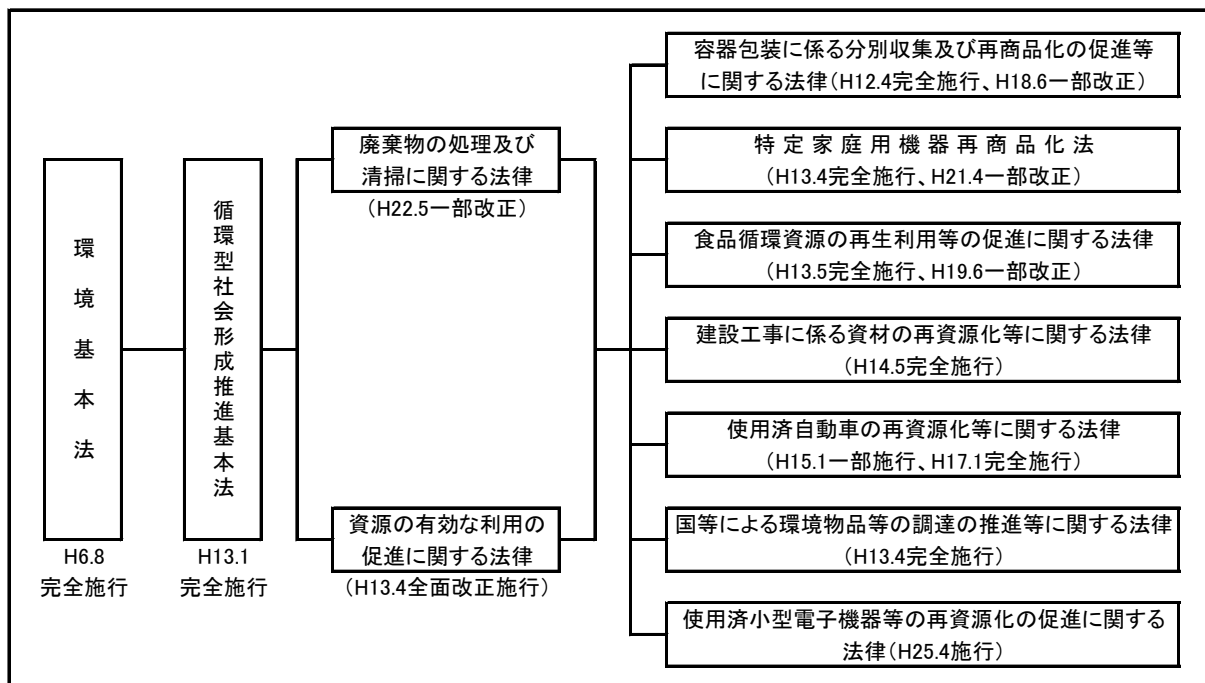 環境基本法
H6.8
完全施行
循環型社会形成推進基本法
H13.1
完全施行
廃棄物の処理及び
清掃に関する法律
（H22.5一部改正）
資源の有効な利用の
促進に関する法律
（H13.4全面改正施行）
容器包装に係る分別収集及び再商品化の促進等
に関する法律（H12.4完全施行、H18.6一部改正）
特定家庭用機器再商品化法
（H13.4完全施行、H21.4一部改正）
食品循環資源の再生利用等の促進に関する法律
（H13.5完全施行、H19.6一部改正）
建設工事に係る資材の再資源化等に関する法律
（H14.5完全施行）
使用済自動車の再資源化等に関する法律
（H15.1一部施行、H17.1完全施行）
国等による環境物品等の調達の推進等に関する法律
（H13.4完全施行）
使用済小型電子機器等の再資源化の促進に関する
法律（H25.4施行）